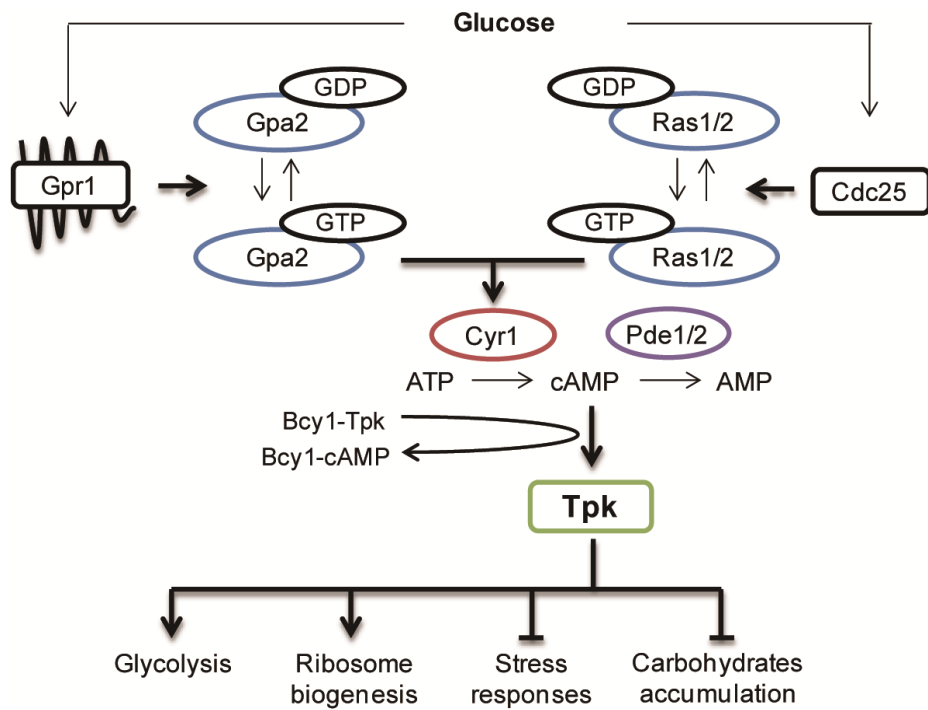 Glucose
GDP
GDP
Gpa2
Ras1/2
Gpr1
Cdc25
GTP
GTP
Gpa2
Ras1/2
Cyr1
Pde1/2
ATP
cAMP
AMP
Bcy1-Tpk
Bcy1-cAMP
Tpk
Glycolysis
Ribosome
biogenesis
Stress
responses
Carbohydrates
accumulation